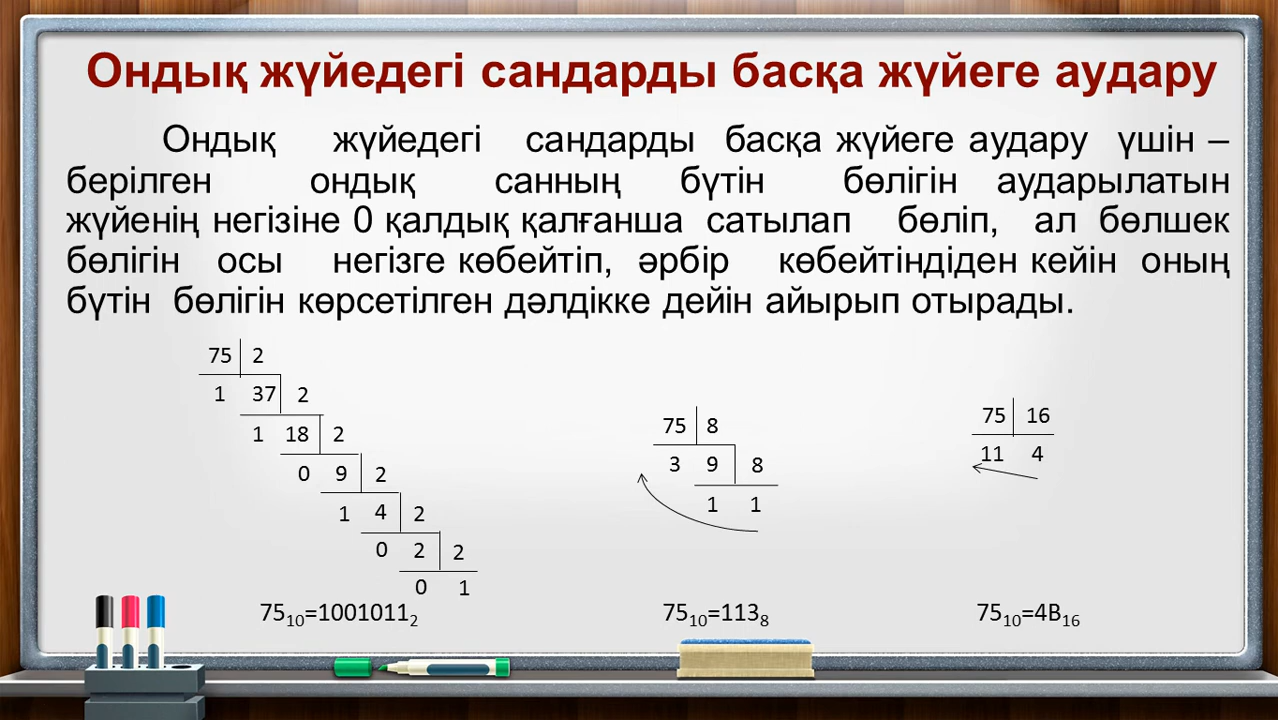 Ондық жүйедегі сандарды басқа жүйеге аудару
Ондық жүйедегі сандарды басқа жүйеге аудару үшін –
берілген ондық санның бүтін бөлігін аударылатын
жүйенің негізіне 0 қалдық қалғанша сатылап бөліп, ал бөлшек
бөлігін осы негізге көбейтіп, әрбір көбейтіндіден кейін оның
бүтін бөлігін көрсетілген дәлдікке дейін айырып отырады.
75 2
1 37 2
1 18 2
0 9 2
1 4 2
0 2 2
0 1
75₁₀=1001011₂
75 8
3 9 8
1 1
75₁₀=113₈
75 16
11 4
75₁₀=4B₁₆